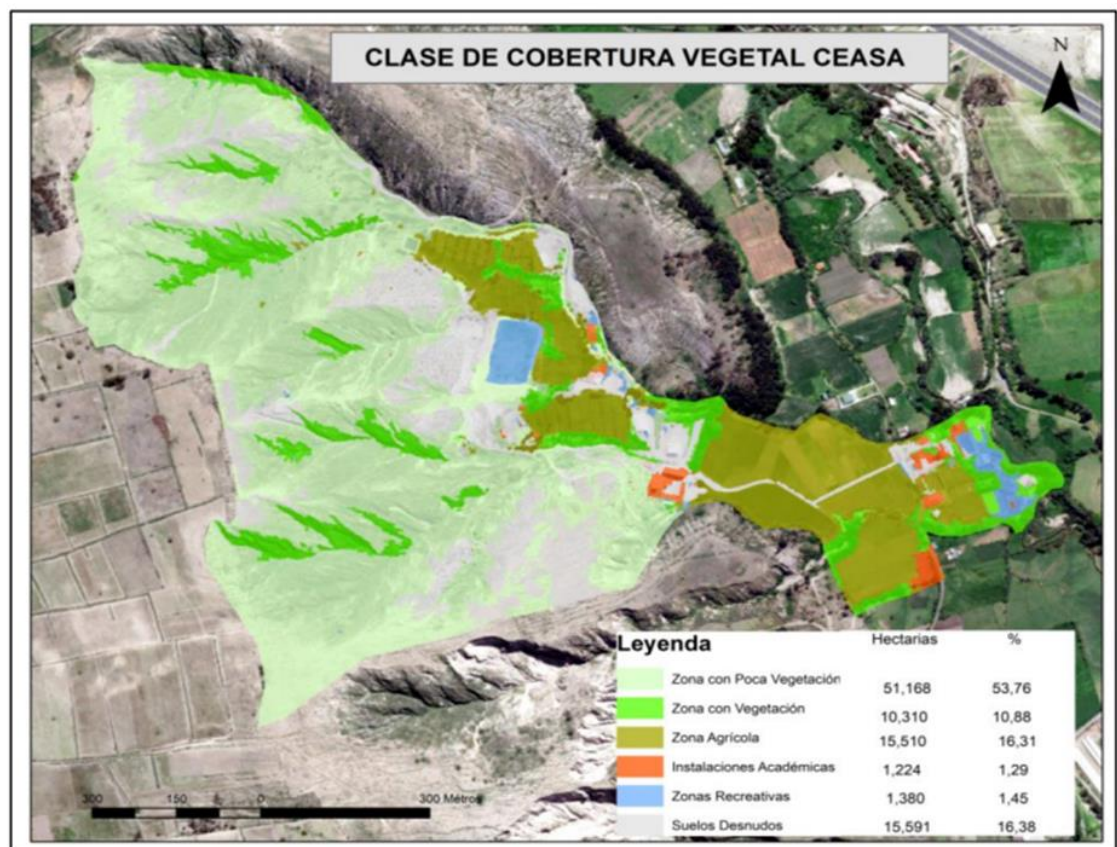 CLASE DE COBERTURA VEGETAL CEASA
N
Leyenda Hectarias %
Zona con Poca Vegetación 51,168 53,76
Zona con Vegetación 10,310 10,88
Zona Agrícola 15,510 16,31
Instalaciones Académicas 1,224 1,29
Zonas Recreativas 1,380 1,45
Suelos Desnudos 15,591 16,38
300 150 0 300 Métros